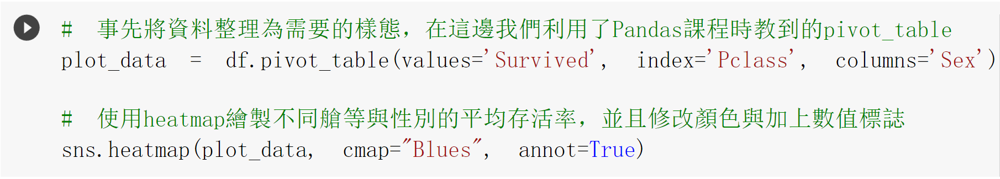 # 事先將資料整理為需要的樣態，在這邊我們利用了Pandas課程時教到的pivot_table
plot_data = df.pivot_table(values='Survived', index='Pclass', columns='Sex')
# 使用heatmap繪製不同艙等與性別的平均存活率，並且修改顏色與加上數值標誌
sns.heatmap(plot_data, cmap="Blues", annot=True)